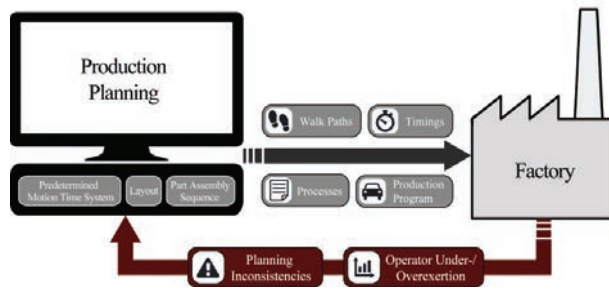 Production
Planning
Predetermined
Motion Time System
Layout
Part Assembly
Sequence
Walk Paths
Timings
Processes
Production
Program
Factory
Planning
Inconsistencies
Operator Under-/
Overexertion